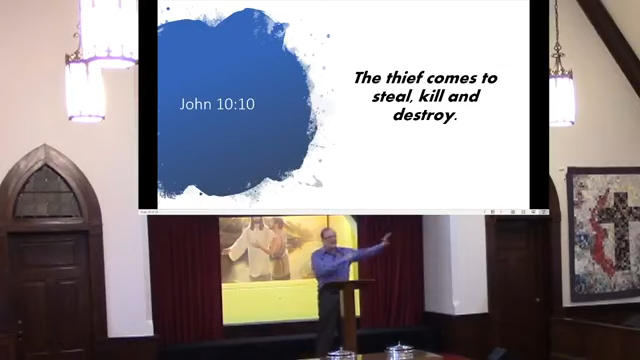 John 10:10
The thief comes to
steal, kill and
destroy.